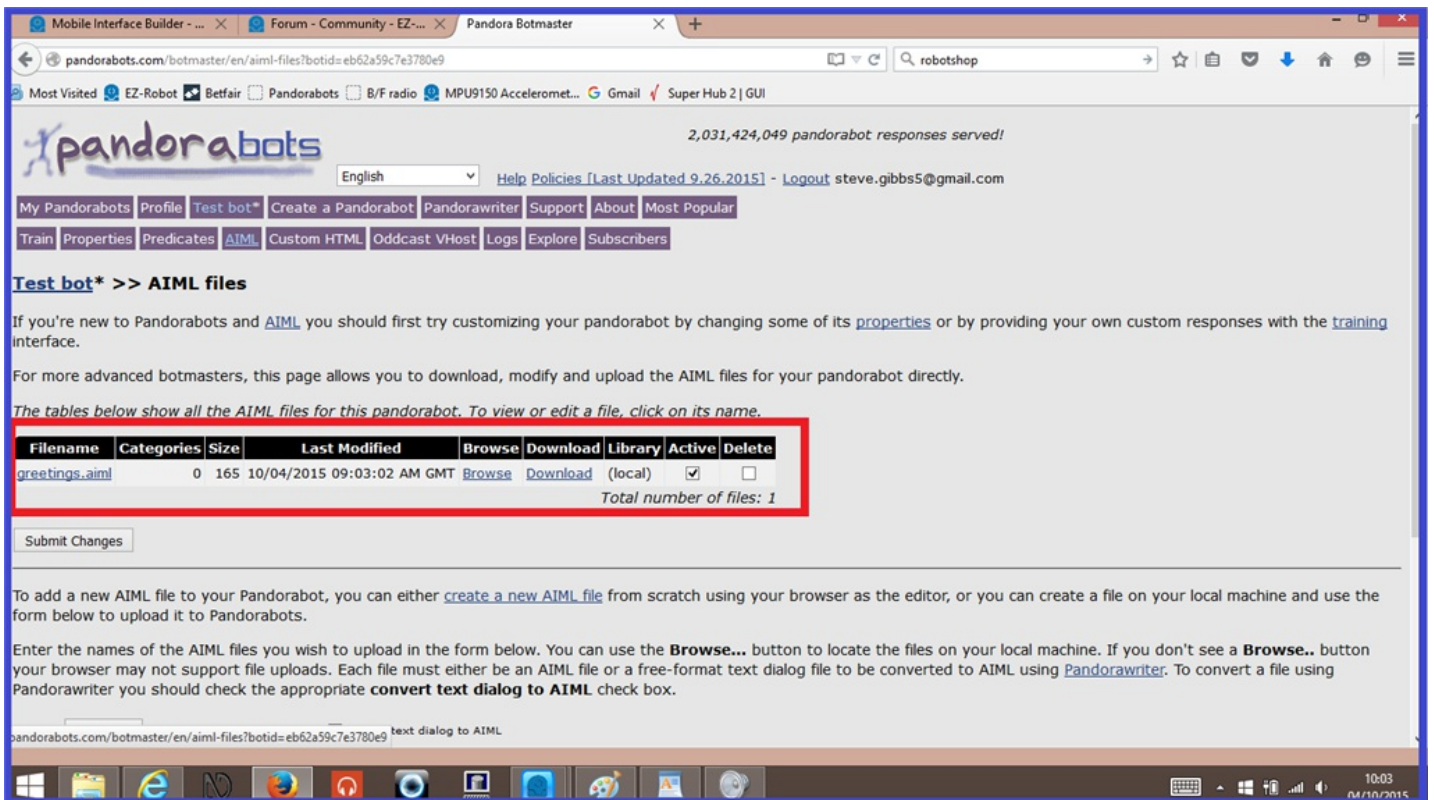 Mobile Interface Builder - ...
Forum - Community - EZ-...
Pandora Botmaster
pandorabots.com/botmaster/en/aiml-files?botid=eb62a59c7e3780e9
robotshop
Most Visited EZ-Robot Betfair Pandorabots B/F radio MPU9150 Acceleromet... Gmail Super Hub 2 | GUI
pandorabots
2,031,424,049 pandorabot responses served!
English
Help Policies [Last Updated 9.26.2015] - Logout steve.gibbs5@gmail.com
My Pandorabots Profile Test bot* Create a Pandorabot Pandorawriter Support About Most Popular
Train Properties Predicates AIML Custom HTML Oddcast VHost Logs Explore Subscribers
Test bot* >> AIML files
If you're new to Pandorabots and AIML you should first try customizing your pandorabot by changing some of its properties or by providing your own custom responses with the training
interface.
For more advanced botmasters, this page allows you to download, modify and upload the AIML files for your pandorabot directly.
The tables below show all the AIML files for this pandorabot. To view or edit a file, click on its name.
Filename Categories Size Last Modified Browse Download Library Active Delete
greetings.aiml 0 165 10/04/2015 09:03:02 AM GMT Browse Download (local)
Total number of files: 1
Submit Changes
To add a new AIML file to your Pandorabot, you can either create a new AIML file from scratch using your browser as the editor, or you can create a file on your local machine and use the
form below to upload it to Pandorabots.
Enter the names of the AIML files you wish to upload in the form below. You can use the Browse... button to locate the files on your local machine. If you don't see a Browse.. button
your browser may not support file uploads. Each file must either be an AIML file or a free-format text dialog file to be converted to AIML using Pandorawriter. To convert a file using
Pandorawriter you should check the appropriate convert text dialog to AIML check box.
text dialog to AIML
pandorabots.com/botmaster/en/aiml-files?botid=eb62a59c7e3780e9
10:03
04/10/2015